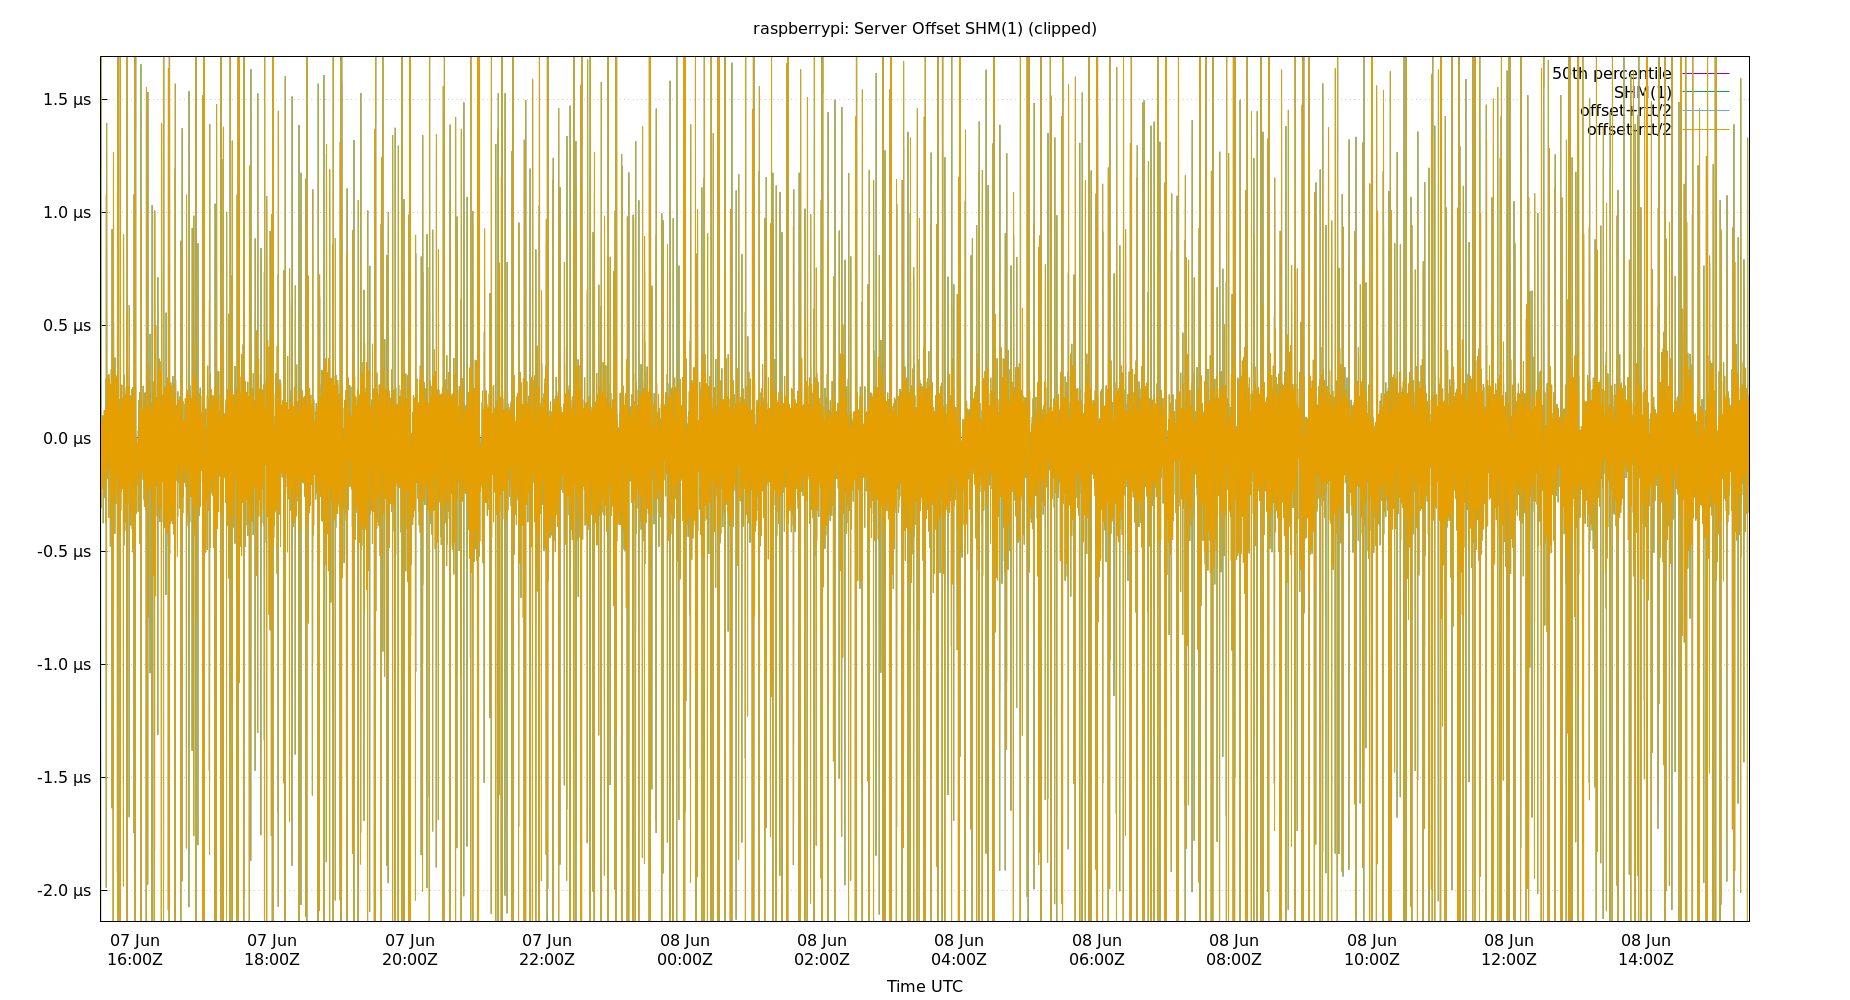 raspberrypi: Server Offset SHM(1) (clipped)
50th percentile
SHM(1)
offset+rtt/2
offset-rtt/2
1.5 µs
1.0 µs
0.5 µs
0.0 µs
-0.5 µs
-1.0 µs
-1.5 µs
-2.0 µs
07 Jun 07 Jun 07 Jun 07 Jun 08 Jun 08 Jun 08 Jun 08 Jun 08 Jun 08 Jun 08 Jun 08 Jun
16:00Z 18:00Z 20:00Z 22:00Z 00:00Z 02:00Z 04:00Z 06:00Z 08:00Z 10:00Z 12:00Z 14:00Z
Time UTC